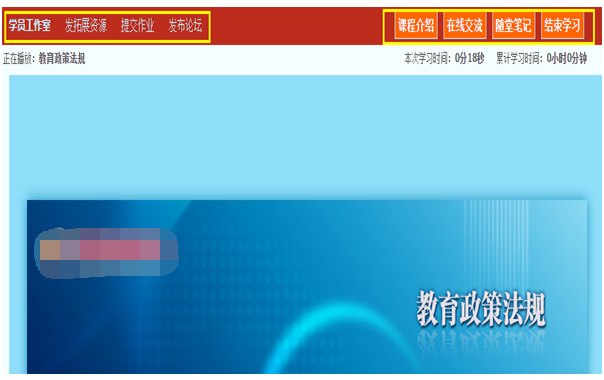 学员工作室 发拓展资源 提交作业 发布论坛 课程介绍 在线交流 随堂笔记 结束学习
正在播放：教育政策法规 本次学习时间：0分18秒 累计学习时间：0小时0分钟
教育政策法规